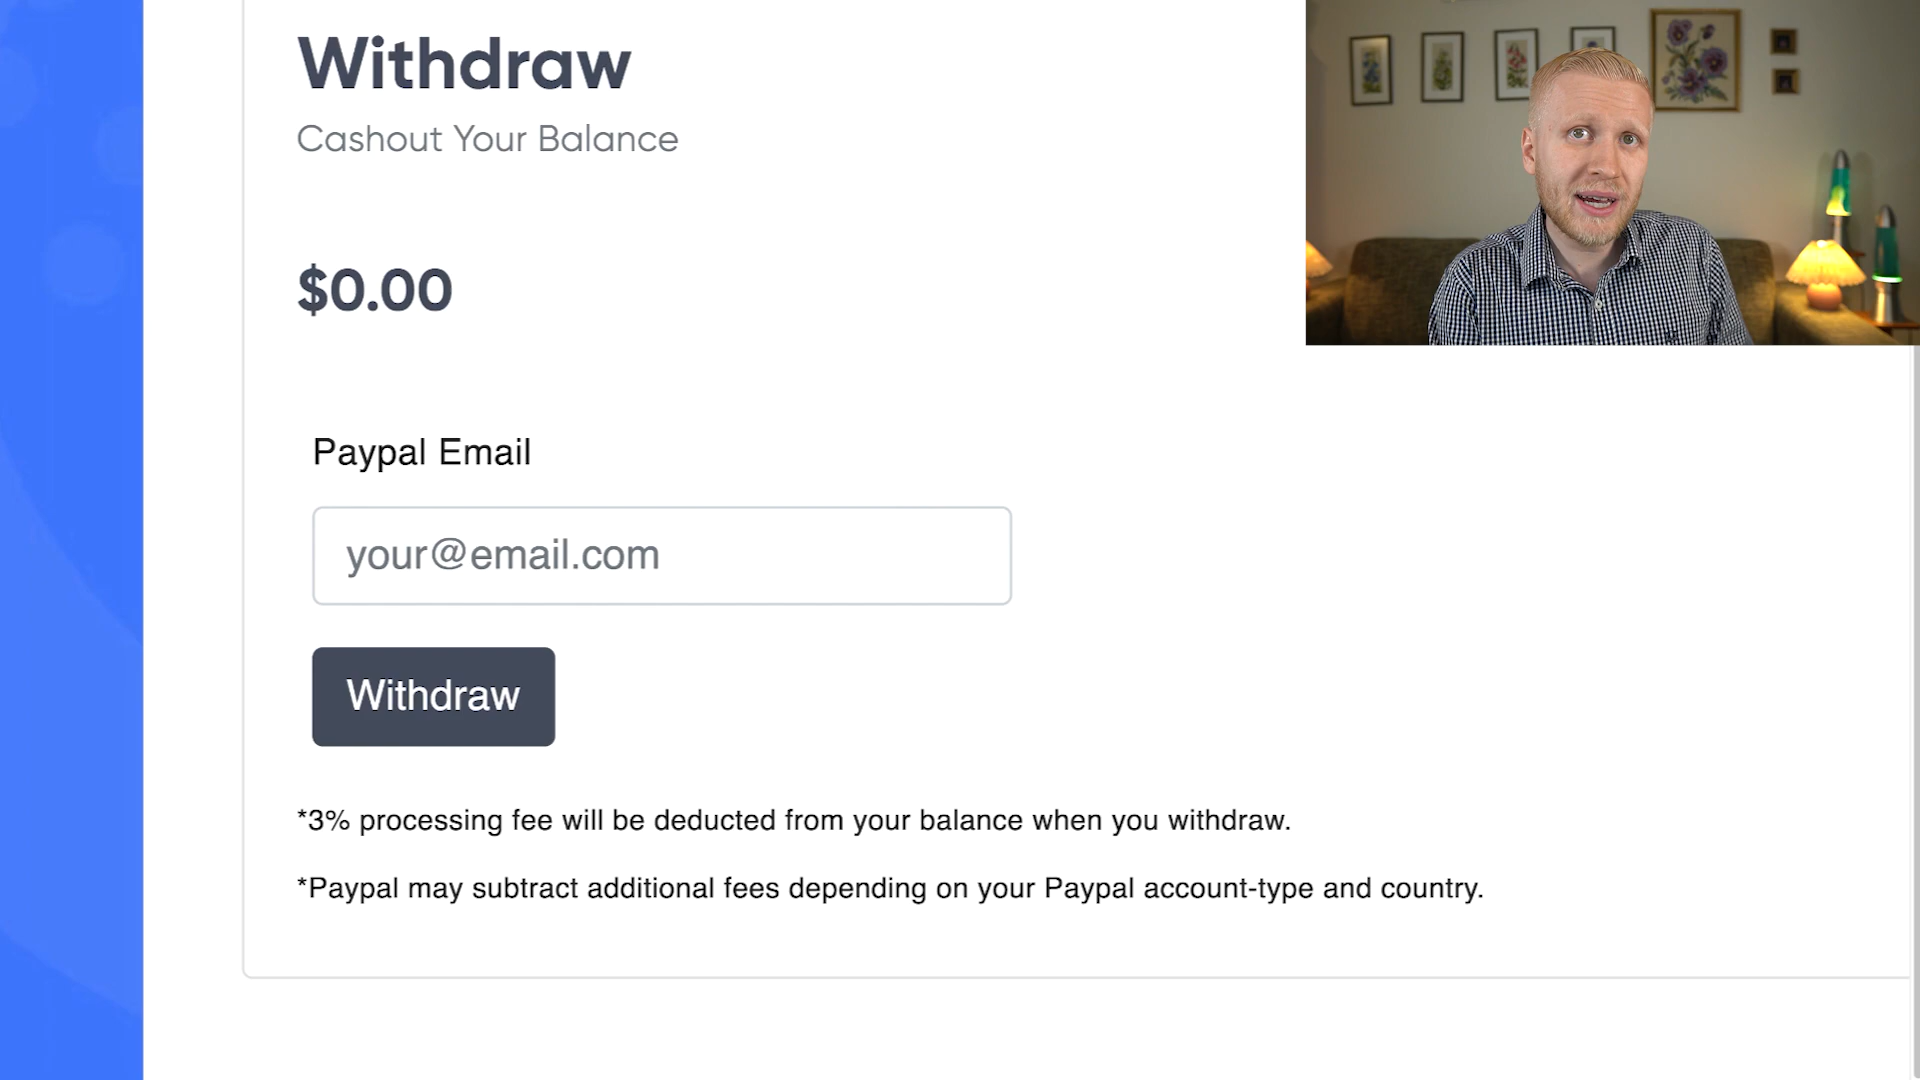 Withdraw
Cashout Your Balance
$0.00
Paypal Email
your@email.com
Withdraw
*3% processing fee will be deducted from your balance when you withdraw.
*Paypal may subtract additional fees depending on your Paypal account-type and country.